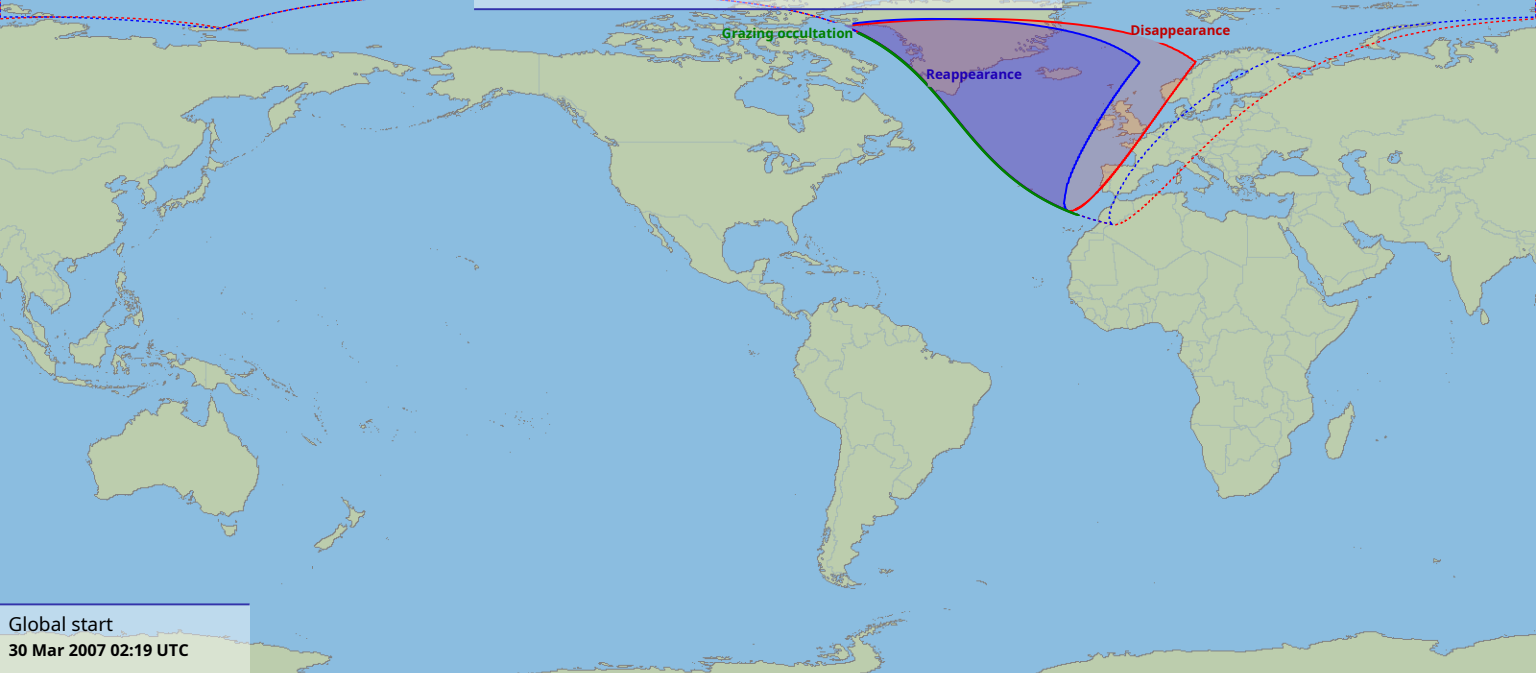 Disappearance
Grazing occultation
Reappearance
Global start
30 Mar 2007 02:19 UTC